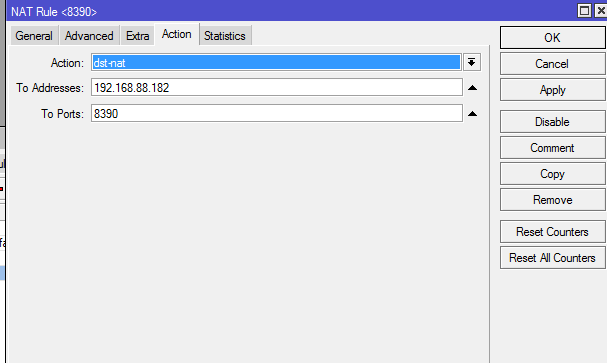 NAT Rule <8390>
General Advanced Extra Action Statistics
Action: dst-nat
To Addresses: 192.168.88.182
To Ports: 8390
OK
Cancel
Apply
Disable
Comment
Copy
Remove
Reset Counters
Reset All Counters